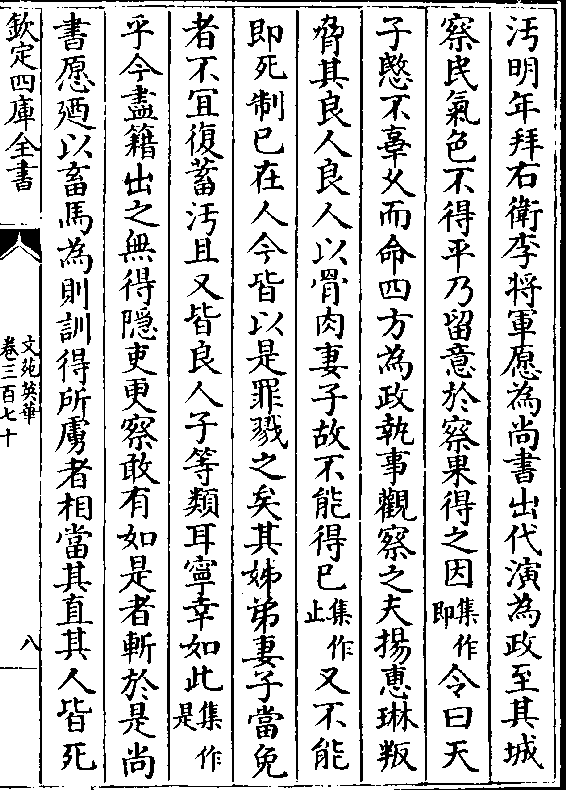 汚明年拜右衛李將軍愿為尚書出代演為政至其城
察民氣色不得平乃留意於察果得之因集作即令曰天
子愍不辜乂而命四方為政執事觀察之夫揚惠琳叛
脅其良人良人以骨肉妻子故不能得已集作止又不能
即死制已在人今皆以是罪戮之矣其姊弟妻子當免
者不冝復蓄汚且又皆良人子等類耳寧幸如此集作是
乎今盡籍出之無得隠吏更察敢有如是者斬於是尚
書愿廼以畜馬為則訓得所虜者相當其直其人皆死
欽定四庫全書
文苑英華
卷三百七十
八